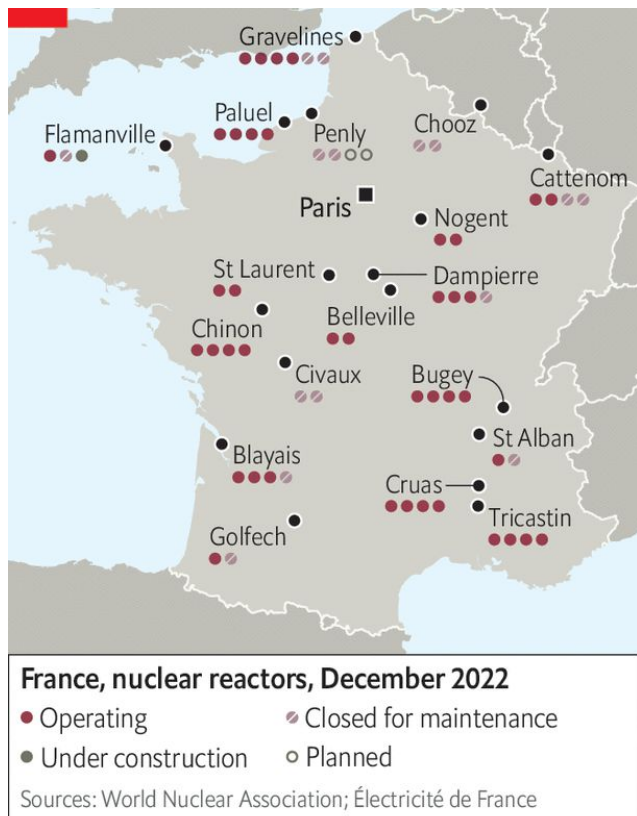 Gravelines
Paluel
Penly
Chooz
Flamanville
Cattenom
Paris
Nogent
St Laurent
Dampierre
Belleville
Chinon
Civaux
Bugey
St Alban
Blayais
Cruas
Tricastin
Golfech
France, nuclear reactors, December 2022
Operating
Closed for maintenance
Under construction
Planned
Sources: World Nuclear Association; Électricité de France